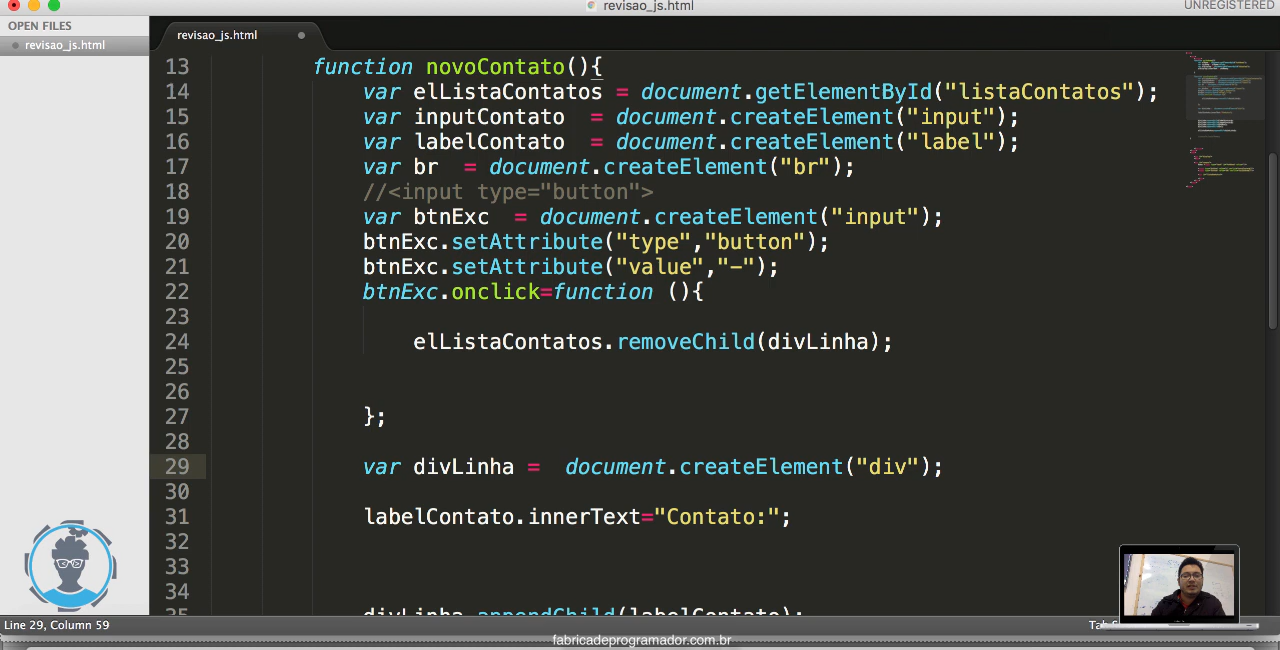 revisao_js.html
UNREGISTERED
OPEN FILES
revisao_js.html
revisao_js.html
13 function novoContato(){
14 var elListaContatos = document.getElementById("listaContatos");
15 var inputContato = document.createElement("input");
16 var labelContato = document.createElement("label");
17 var br = document.createElement("br");
18 //<input type="button">
19 var btnExc = document.createElement("input");
20 btnExc.setAttribute("type","button");
21 btnExc.setAttribute("value","-");
22 btnExc.onclick=function (){
23
24 elListaContatos.removeChild(divLinha);
25
26
27 };
28
29 var divLinha = document.createElement("div");
30
31 labelContato.innerText="Contato:";
32
33
34
35 divLinha.appendChild(labelContato);
Line 29, Column 59
fabricadeprogramador.com.br